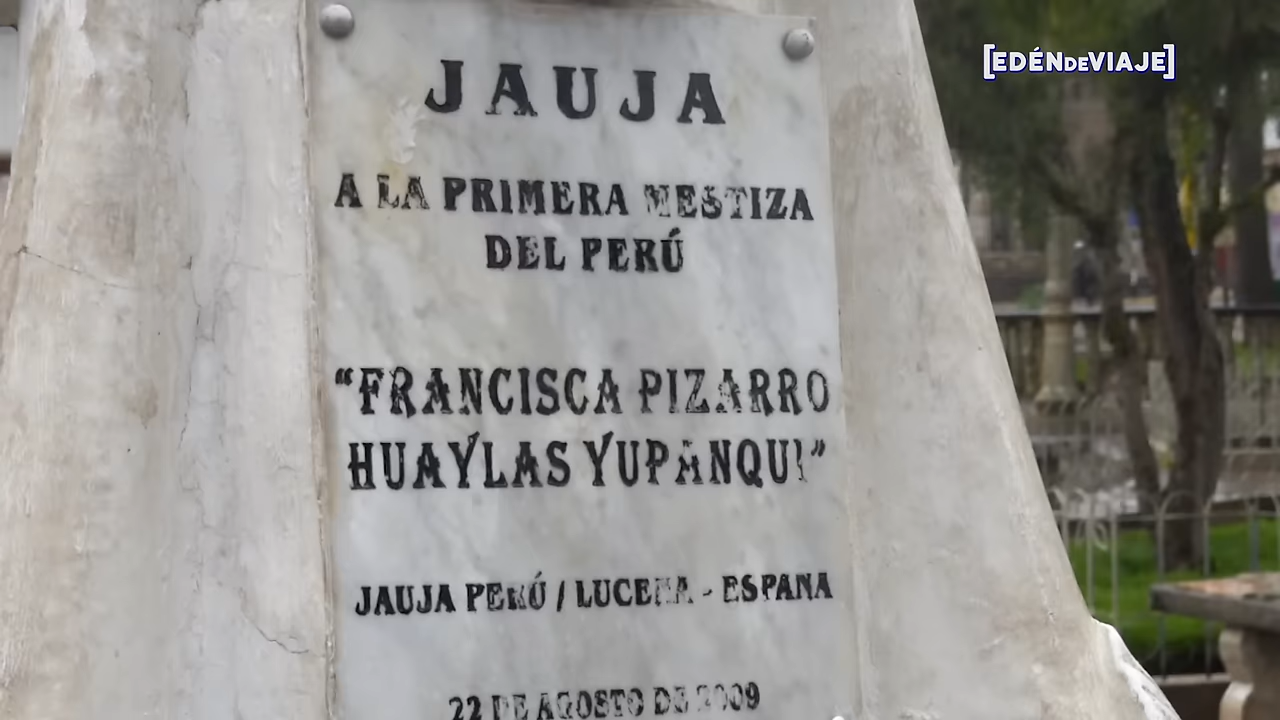 [EDÉNDEVIAJE]
JAUJA
A LA PRIMERA MESTIZA
DEL PERÚ
“FRANCISCA PIZARRO
HUAYLAS YUPANQUI”
JAUJA PERÚ / LUCENA - ESPANA
22 DE AGOSTO DE 2009